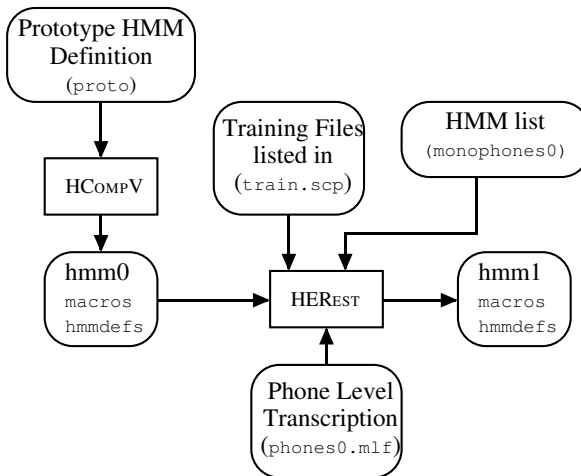 Prototype HMM
Definition
(proto)
Training Files
listed in
(train.scp)
HMM list
(monophones0)
HCOMPV
hmm0
macros
hmmdefs
HEREST
hmm1
macros
hmmdefs
Phone Level
Transcription
(phones0.mlf)